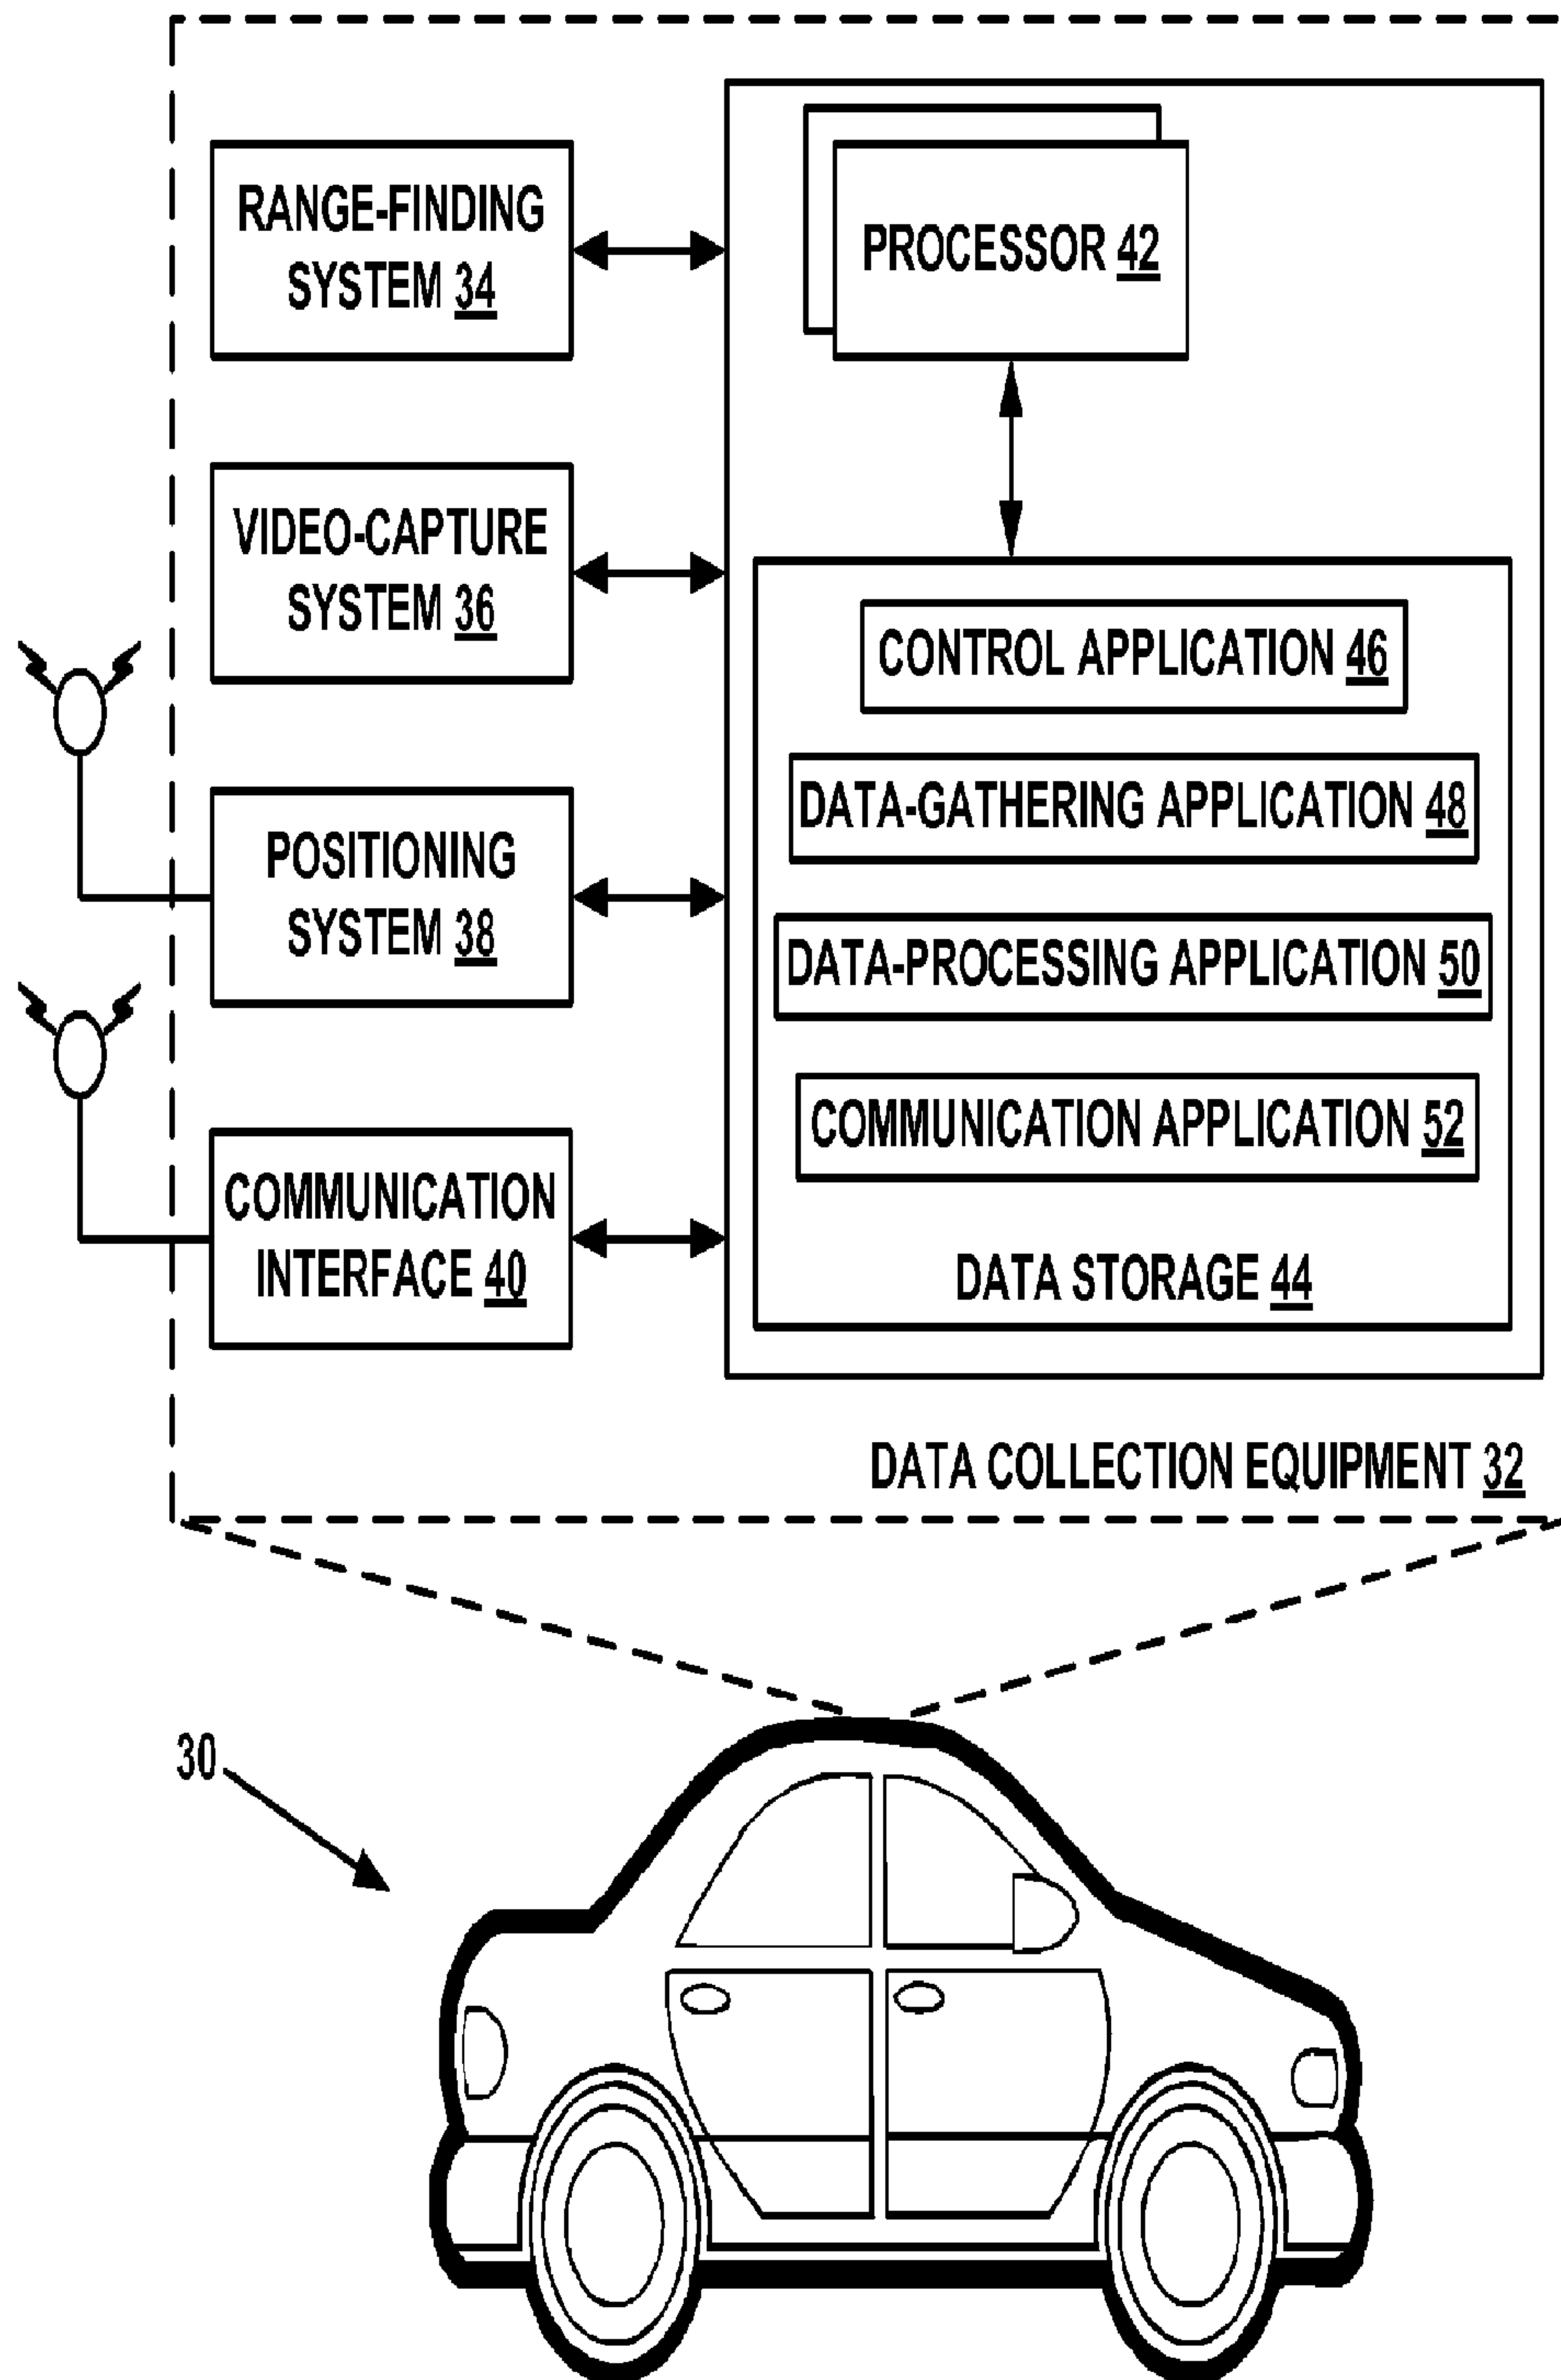 RANGE-FINDING
SYSTEM 34
PROCESSOR 42
VIDEO-CAPTURE
SYSTEM 36
CONTROL APPLICATION 46
DATA-GATHERING APPLICATION 48
POSITIONING
SYSTEM 38
DATA-PROCESSING APPLICATION 50
COMMUNICATION APPLICATION 52
COMMUNICATION
INTERFACE 40
DATA STORAGE 44
DATA COLLECTION EQUIPMENT 32
30